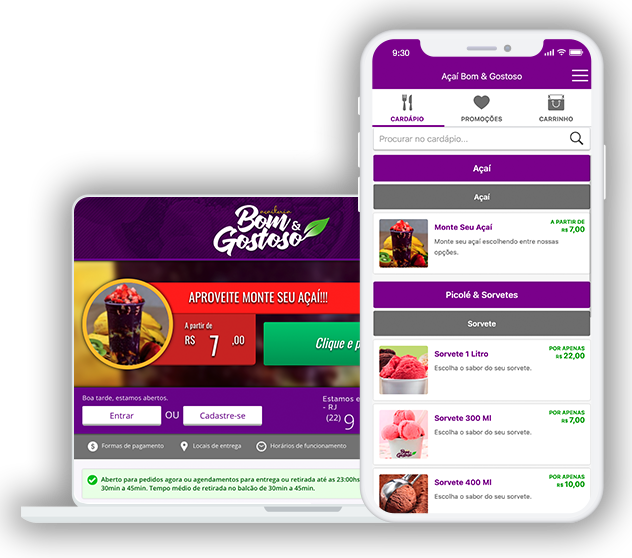 açaiteria
Bom &
Gostoso
APROVEITE MONTE SEU AÇAÍ!!!
A partir de
R$ 7 ,00
Clique e p
Boa tarde, estamos abertos.
Entrar OU Cadastre-se
Estamos e
- RJ
(22) 9
Formas de pagamento
Locais de entrega
Horários de funcionamento
Aberto para pedidos agora ou agendamentos para entrega ou retirada até as 23:00hs
30min a 45min. Tempo médio de retirada no balcão de 30min a 45min.
9:30
Açaí Bom & Gostoso
CARDÁPIO
PROMOÇÕES
CARRINHO
Procurar no cardápio...
Açaí
Açaí
Monte Seu Açaí
A PARTIR DE
R$ 7,00
Monte seu açaí escolhendo entre nossas
opções.
Picolé & Sorvetes
Sorvete
Sorvete 1 Litro
POR APENAS
R$ 22,00
Escolha o sabor do seu sorvete.
Sorvete 300 Ml
POR APENAS
R$ 7,00
Escolha o sabor do seu sorvete.
Bom &
Gostoso
Sorvete 400 Ml
POR APENAS
R$ 10,00
Escolha o sabor do seu sorvete.